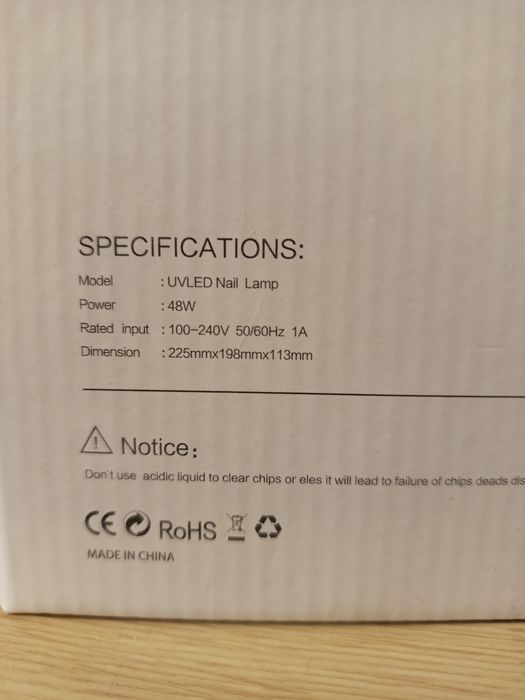 SPECIFICATIONS:
Model : UVLED Nail Lamp
Power : 48W
Rated input : 100-240V 50/60Hz 1A
Dimension : 225mmx198mmx113mm
Notice:
Don't use acidic liquid to clear chips or eles it will lead to failure of chips deads dis
CE RoHS
MADE IN CHINA